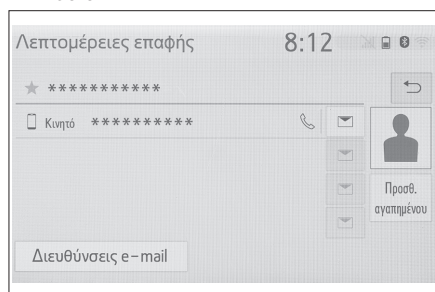 Λεπτομέρειες επαφής 8:12
***********
Κινητό **********
Προσθ.
αγαπημένου
Διευθύνσεις e-mail